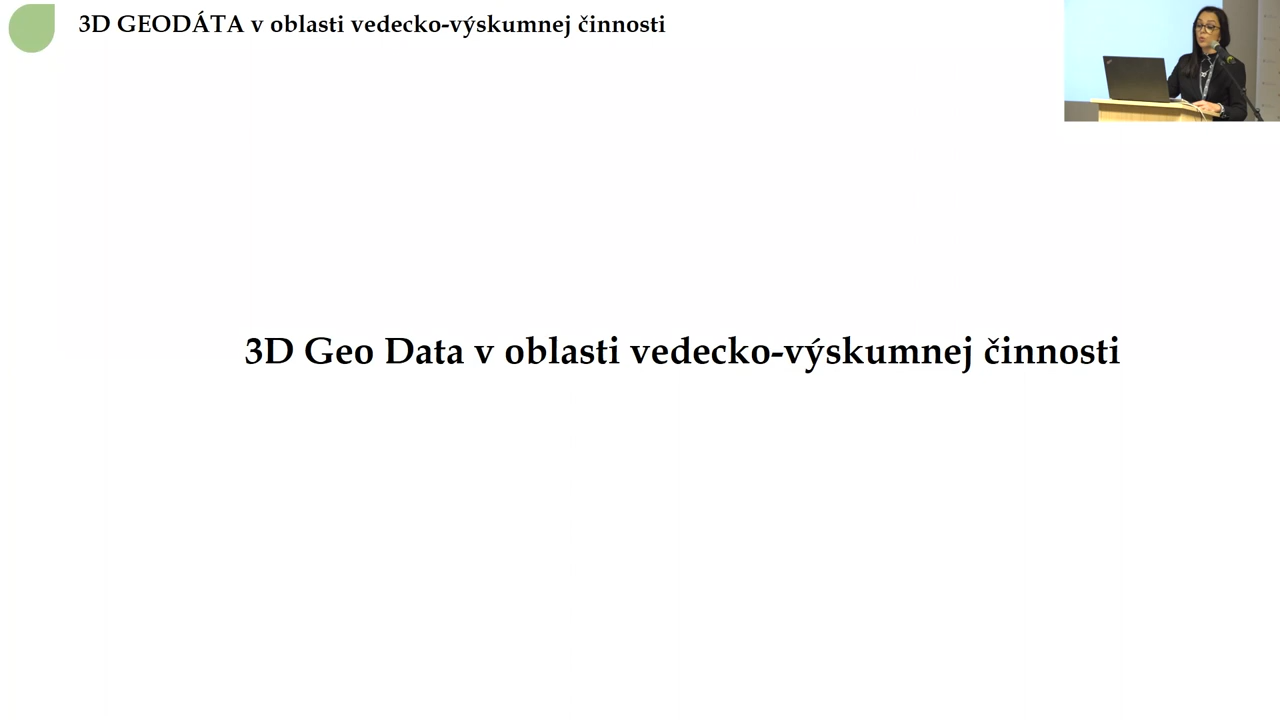 3D GEODÁTA v oblasti vedecko-výskumnej činnosti
3D Geo Data v oblasti vedecko-výskumnej činnosti